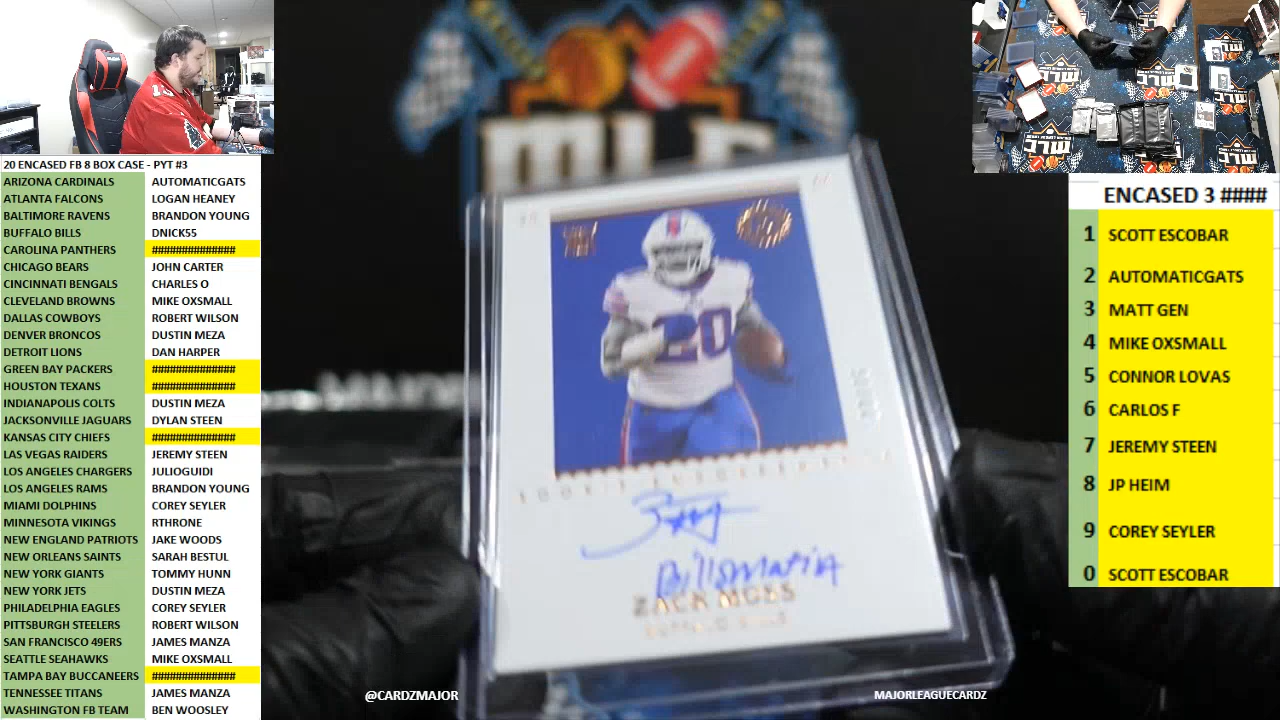 20 ENCASED FB 8 BOX CASE - PYT #3
ARIZONA CARDINALS AUTOMATICGATS
ATLANTA FALCONS LOGAN HEANEY
BALTIMORE RAVENS BRANDON YOUNG
BUFFALO BILLS DNICK55
CAROLINA PANTHERS ##############
CHICAGO BEARS JOHN CARTER
CINCINNATI BENGALS CHARLES O
CLEVELAND BROWNS MIKE OXSMALL
DALLAS COWBOYS ROBERT WILSON
DENVER BRONCOS DUSTIN MEZA
DETROIT LIONS DAN HARPER
GREEN BAY PACKERS ##############
HOUSTON TEXANS ##############
INDIANAPOLIS COLTS DUSTIN MEZA
JACKSONVILLE JAGUARS DYLAN STEEN
KANSAS CITY CHIEFS ##############
LAS VEGAS RAIDERS JEREMY STEEN
LOS ANGELES CHARGERS JULIOGUIDI
LOS ANGELES RAMS BRANDON YOUNG
MIAMI DOLPHINS COREY SEYLER
MINNESOTA VIKINGS RTHRONE
NEW ENGLAND PATRIOTS JAKE WOODS
NEW ORLEANS SAINTS SARAH BESTUL
NEW YORK GIANTS TOMMY HUNN
NEW YORK JETS DUSTIN MEZA
PHILADELPHIA EAGLES COREY SEYLER
PITTSBURGH STEELERS ROBERT WILSON
SAN FRANCISCO 49ERS JAMES MANZA
SEATTLE SEAHAWKS MIKE OXSMALL
TAMPA BAY BUCCANEERS ##############
TENNESSEE TITANS JAMES MANZA
WASHINGTON FB TEAM BEN WOOSLEY
20
BillsMafia
ZACK MOSS
BUFFALO BILLS
@CARDZMAJOR
MAJORLEAGUECARDZ
ENCASED 3 ####
1 SCOTT ESCOBAR
2 AUTOMATICGATS
3 MATT GEN
4 MIKE OXSMALL
5 CONNOR LOVAS
6 CARLOS F
7 JEREMY STEEN
8 JP HEIM
9 COREY SEYLER
0 SCOTT ESCOBAR